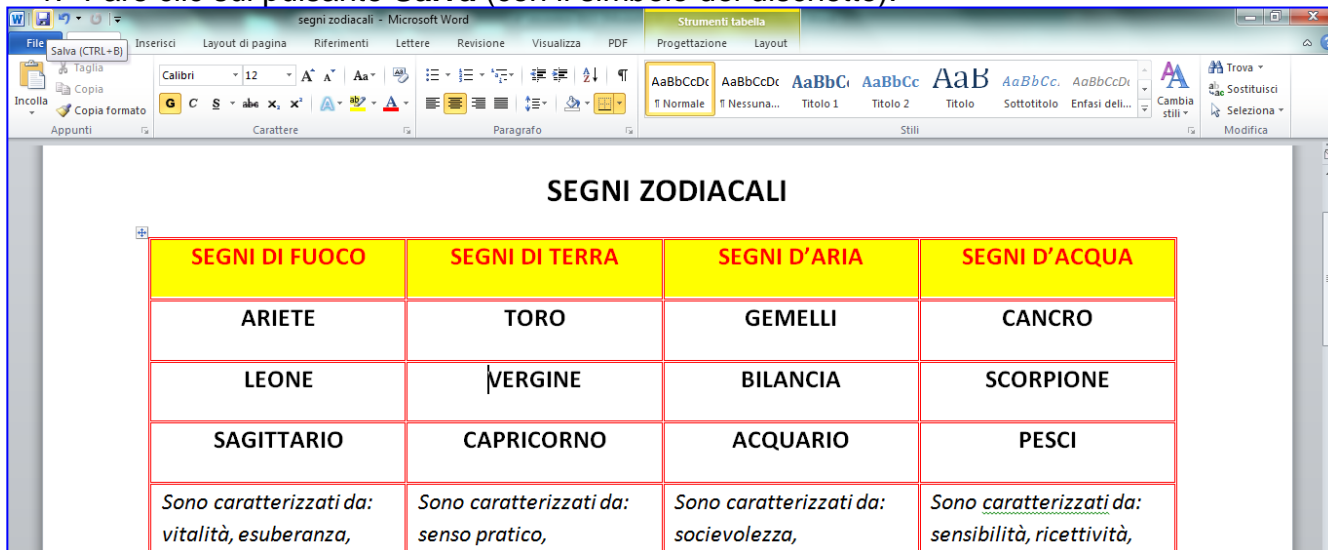 segni zodiacali - Microsoft Word
Strumenti tabella
File Inserisci Layout di pagina Riferimenti Lettere Revisione Visualizza PDF Progettazione Layout
Salva (CTRL+B)
Incolla
Taglia
Copia
Copia formato
Appunti
Calibri 12
G C S abc x₂ x²
Carattere
Paragrafo
AaBbCcDc AaBbCcDc AaBbC AaBbCc AaB AaBbCc. AaBbCcDc
¶ Normale ¶ Nessuna... Titolo 1 Titolo 2 Titolo Sottotitolo Enfasi deli...
Cambia
stili
Stili
Trova
Sostituisci
Seleziona
Modifica
SEGNI ZODIACALI
SEGNI DI FUOCO SEGNI DI TERRA SEGNI D'ARIA SEGNI D'ACQUA
ARIETE TORO GEMELLI CANCRO
LEONE VERGINE BILANCIA SCORPIONE
SAGITTARIO CAPRICORNO ACQUARIO PESCI
Sono caratterizzati da: Sono caratterizzati da: Sono caratterizzati da: Sono caratterizzati da:
vitalità, esuberanza, senso pratico, socievolezza, sensibilità, ricettività,